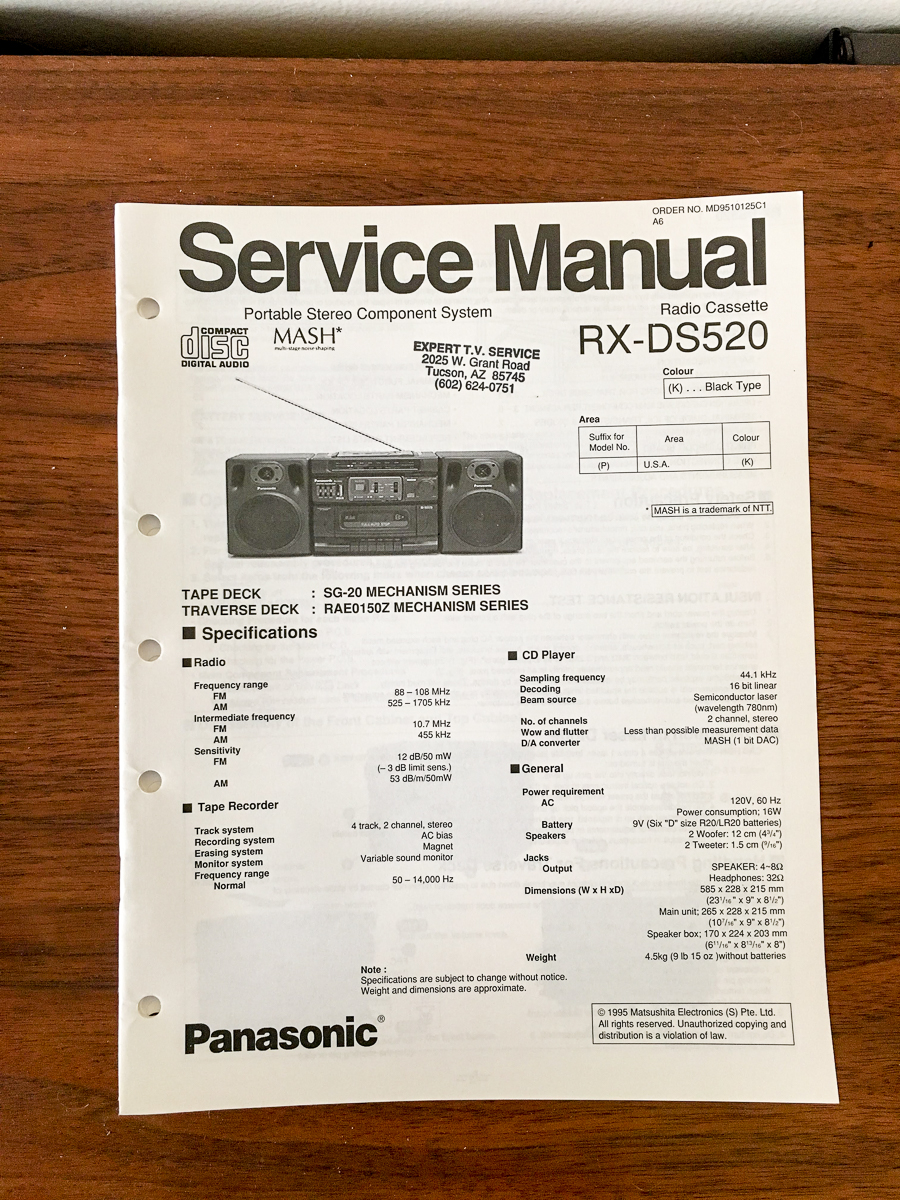 ORDER NO. MD9510125C1
A6
Service Manual
Portable Stereo Component System
Radio Cassette
RX-DS520
COMPACT
disc
DIGITAL AUDIO
MASH*
multi-stage noise shaping
EXPERT T.V. SERVICE
2025 W. Grant Road
Tucson, AZ 85745
(602) 624-0751
Colour
(K) . . . Black Type
Area
Suffix for Model No. Area Colour
(P) U.S.A. (K)
* MASH is a trademark of NTT.
Panasonic
Panasonic
Panasonic
TAPE DECK : SG-20 MECHANISM SERIES
TRAVERSE DECK : RAE0150Z MECHANISM SERIES
■ Specifications
■ Radio
Frequency range
FM 88 – 108 MHz
AM 525 – 1705 kHz
Intermediate frequency
FM 10.7 MHz
AM 455 kHz
Sensitivity
FM 12 dB/50 mW
(– 3 dB limit sens.)
AM 53 dB/m/50mW
■ Tape Recorder
Track system 4 track, 2 channel, stereo
Recording system AC bias
Erasing system Magnet
Monitor system Variable sound monitor
Frequency range
Normal 50 – 14,000 Hz
■ CD Player
Sampling frequency 44.1 kHz
Decoding 16 bit linear
Beam source Semiconductor laser
(wavelength 780nm)
No. of channels 2 channel, stereo
Wow and flutter Less than possible measurement data
D/A converter MASH (1 bit DAC)
■ General
Power requirement
AC 120V, 60 Hz
Power consumption; 16W
Battery 9V (Six "D" size R20/LR20 batteries)
Speakers 2 Woofer: 12 cm (4³/₄")
2 Tweeter: 1.5 cm (⁹/₁₆")
Jacks
Output SPEAKER: 4~8Ω
Headphones: 32Ω
Dimensions (W x H xD) 585 x 228 x 215 mm
(23¹/₁₆" x 9" x 8¹/₂")
Main unit; 265 x 228 x 215 mm
(10⁷/₁₆" x 9" x 8¹/₂")
Speaker box; 170 x 224 x 203 mm
(6¹¹/₁₆" x 8¹³/₁₆" x 8")
Weight 4.5kg (9 lb 15 oz )without batteries
Note :
Specifications are subject to change without notice.
Weight and dimensions are approximate.
Panasonic®
© 1995 Matsushita Electronics (S) Pte. Ltd.
All rights reserved. Unauthorized copying and
distribution is a violation of law.